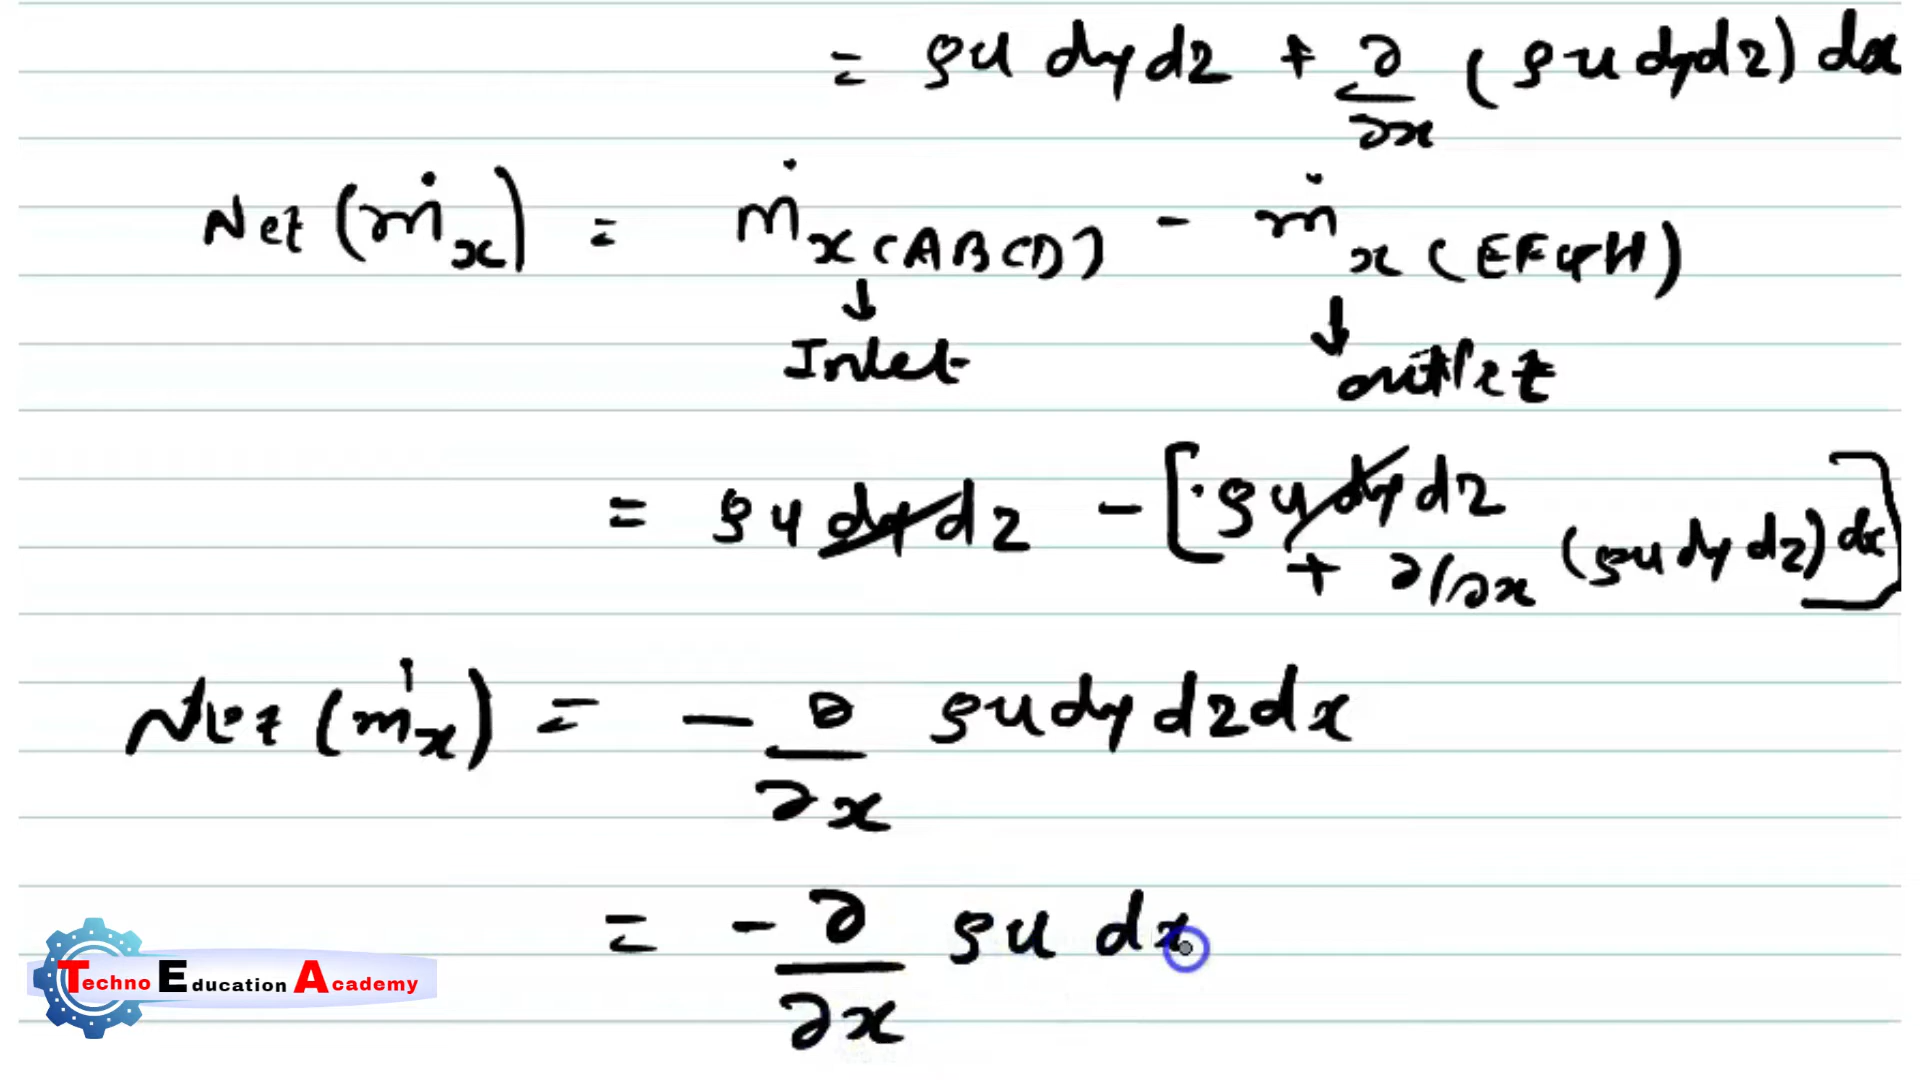 = ρu dy dz + ∂/∂x (ρu dy dz) dx
Net (ṁx) = ṁx(ABCD) - ṁx(EFGH)
↓ ↓
Inlet outlet
= ρu dy dz - [ρu dy dz
+ ∂/∂x (ρu dy dz) dx]
Net (ṁx) = - ∂/∂x ρu dy dz dx
= - ∂/∂x ρu dx
Techno Education Academy